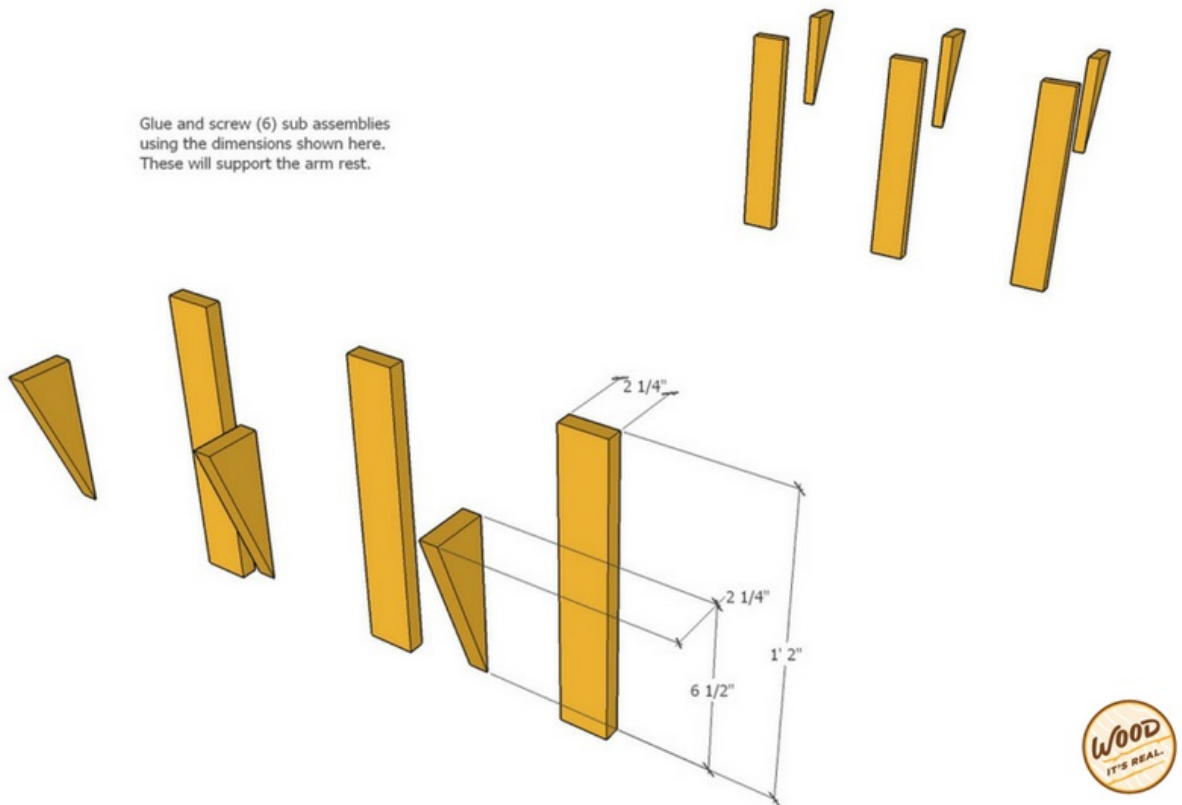 Glue and screw (6) sub assemblies
using the dimensions shown here.
These will support the arm rest.
2 1/4"
2 1/4"
1' 2"
6 1/2"
WOOD
IT'S REAL.